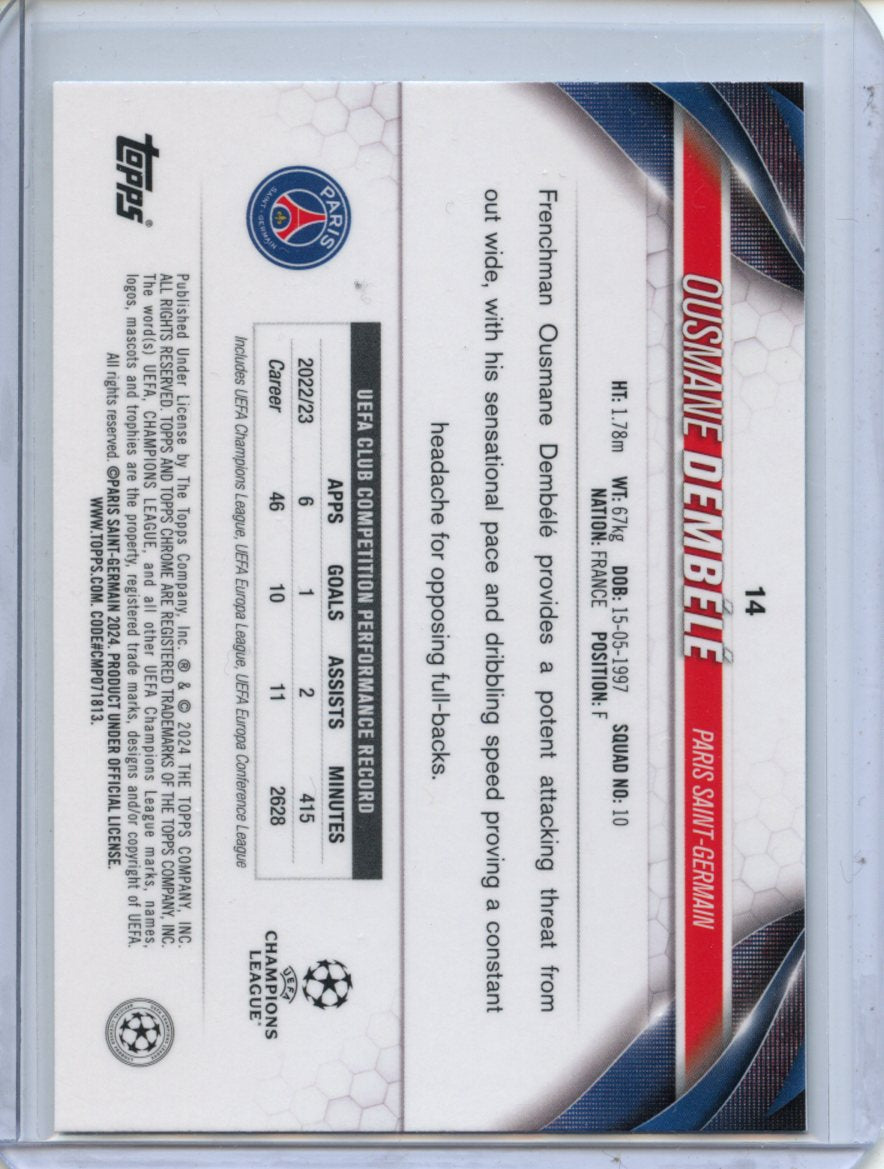 14
OUSMANE DEMBÉLÉ PARIS SAINT-GERMAIN
HT: 1.78m WT: 67kg DOB: 15-05-1997 SQUAD NO: 10
NATION: FRANCE POSITION: F
Frenchman Ousmane Dembélé provides a potent attacking threat from
out wide, with his sensational pace and dribbling speed proving a constant
headache for opposing full-backs.
PARIS
SAINT-GERMAIN
UEFA CLUB COMPETITION PERFORMANCE RECORD
APPS GOALS ASSISTS MINUTES
2022/23 6 1 2 415
Career 46 10 11 2628
Includes UEFA Champions League, UEFA Europa League, UEFA Europa Conference League
UEFA
CHAMPIONS
LEAGUE®
topps®
Published Under License by The Topps Company, Inc. ® & © 2024 THE TOPPS COMPANY, INC.
ALL RIGHTS RESERVED. TOPPS AND TOPPS CHROME ARE REGISTERED TRADEMARKS OF THE TOPPS COMPANY, INC.
The word(s) UEFA, CHAMPIONS LEAGUE, and all other UEFA Champions League marks, names,
logos, mascots and trophies are the property, registered trade marks, designs and/or copyright of UEFA.
All rights reserved. ©PARIS SAINT-GERMAIN 2024. PRODUCT UNDER OFFICIAL LICENSE.
WWW.TOPPS.COM. CODE#CMP071813.